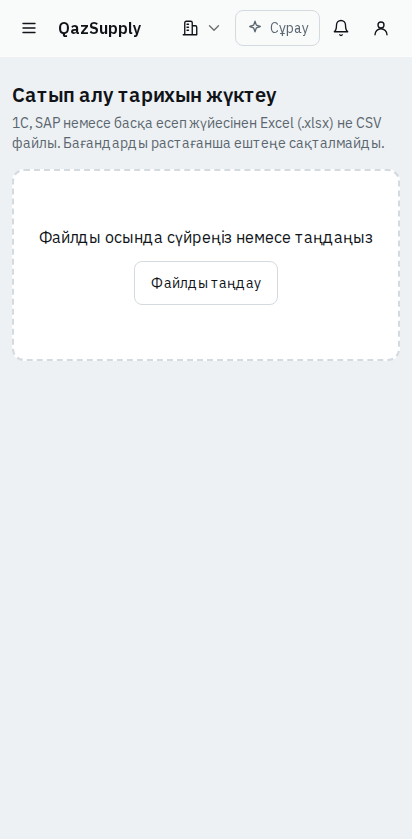 QazSupply
Сұрау
Сатып алу тарихын жүктеу
1С, SAP немесе басқа есеп жүйесінен Excel (.xlsx) не CSV
файлы. Бағандарды растағанша ештеңе сақталмайды.
Файлды осында сүйреңіз немесе таңдаңыз
Файлды таңдау